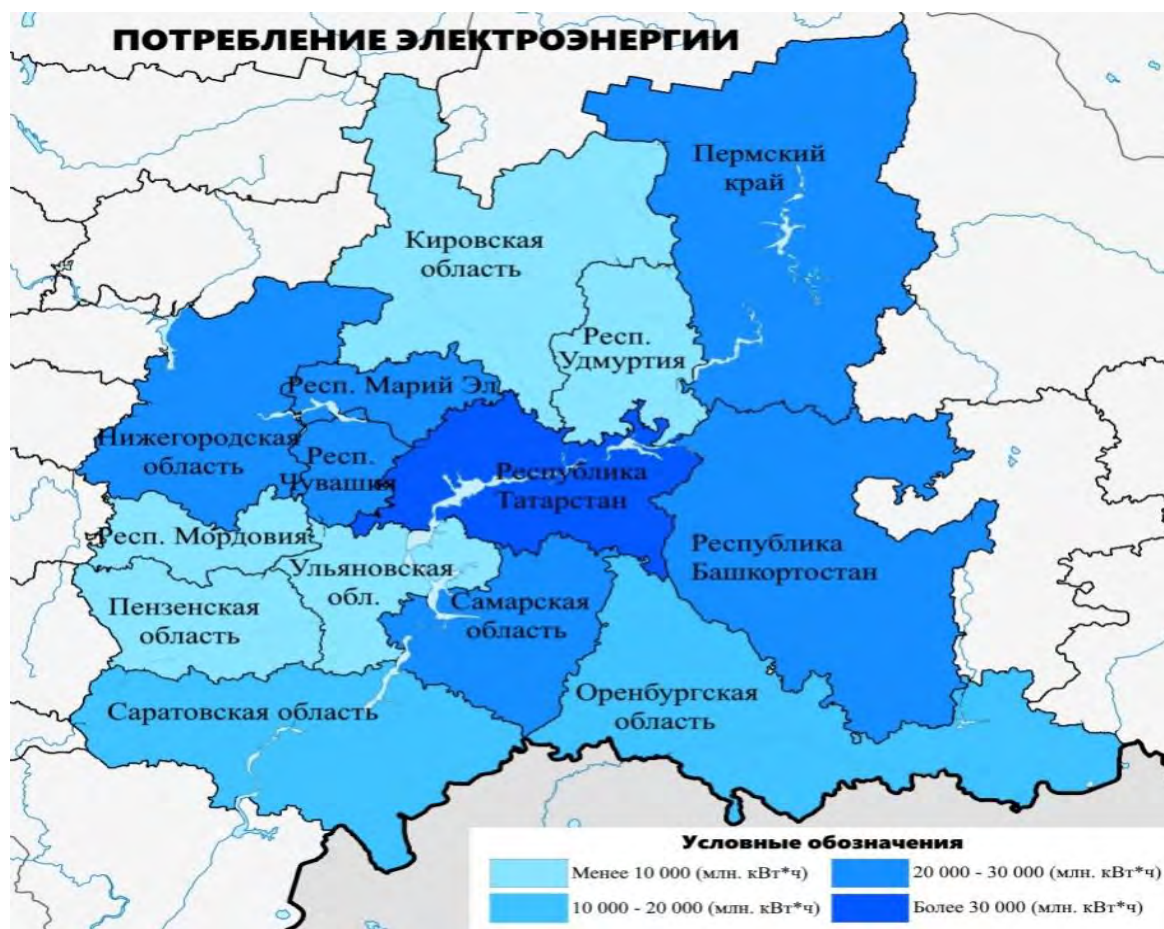 ПОТРЕБЛЕНИЕ ЭЛЕКТРОЭНЕРГИИ
Пермский
край
Кировская
область
Респ.
Удмуртия
Респ. Марий Эл
Нижегородская
область
Респ.
Чувашия
Республика
Татарстан
Респ. Мордовия
Республика
Башкортостан
Ульяновская
обл.
Пензенская
область
Самарская
область
Оренбургская
область
Саратовская область
Условные обозначения
Менее 10 000 (млн. кВт*ч)
20 000 - 30 000 (млн. кВт*ч)
10 000 - 20 000 (млн. кВт*ч)
Более 30 000 (млн. кВт*ч)